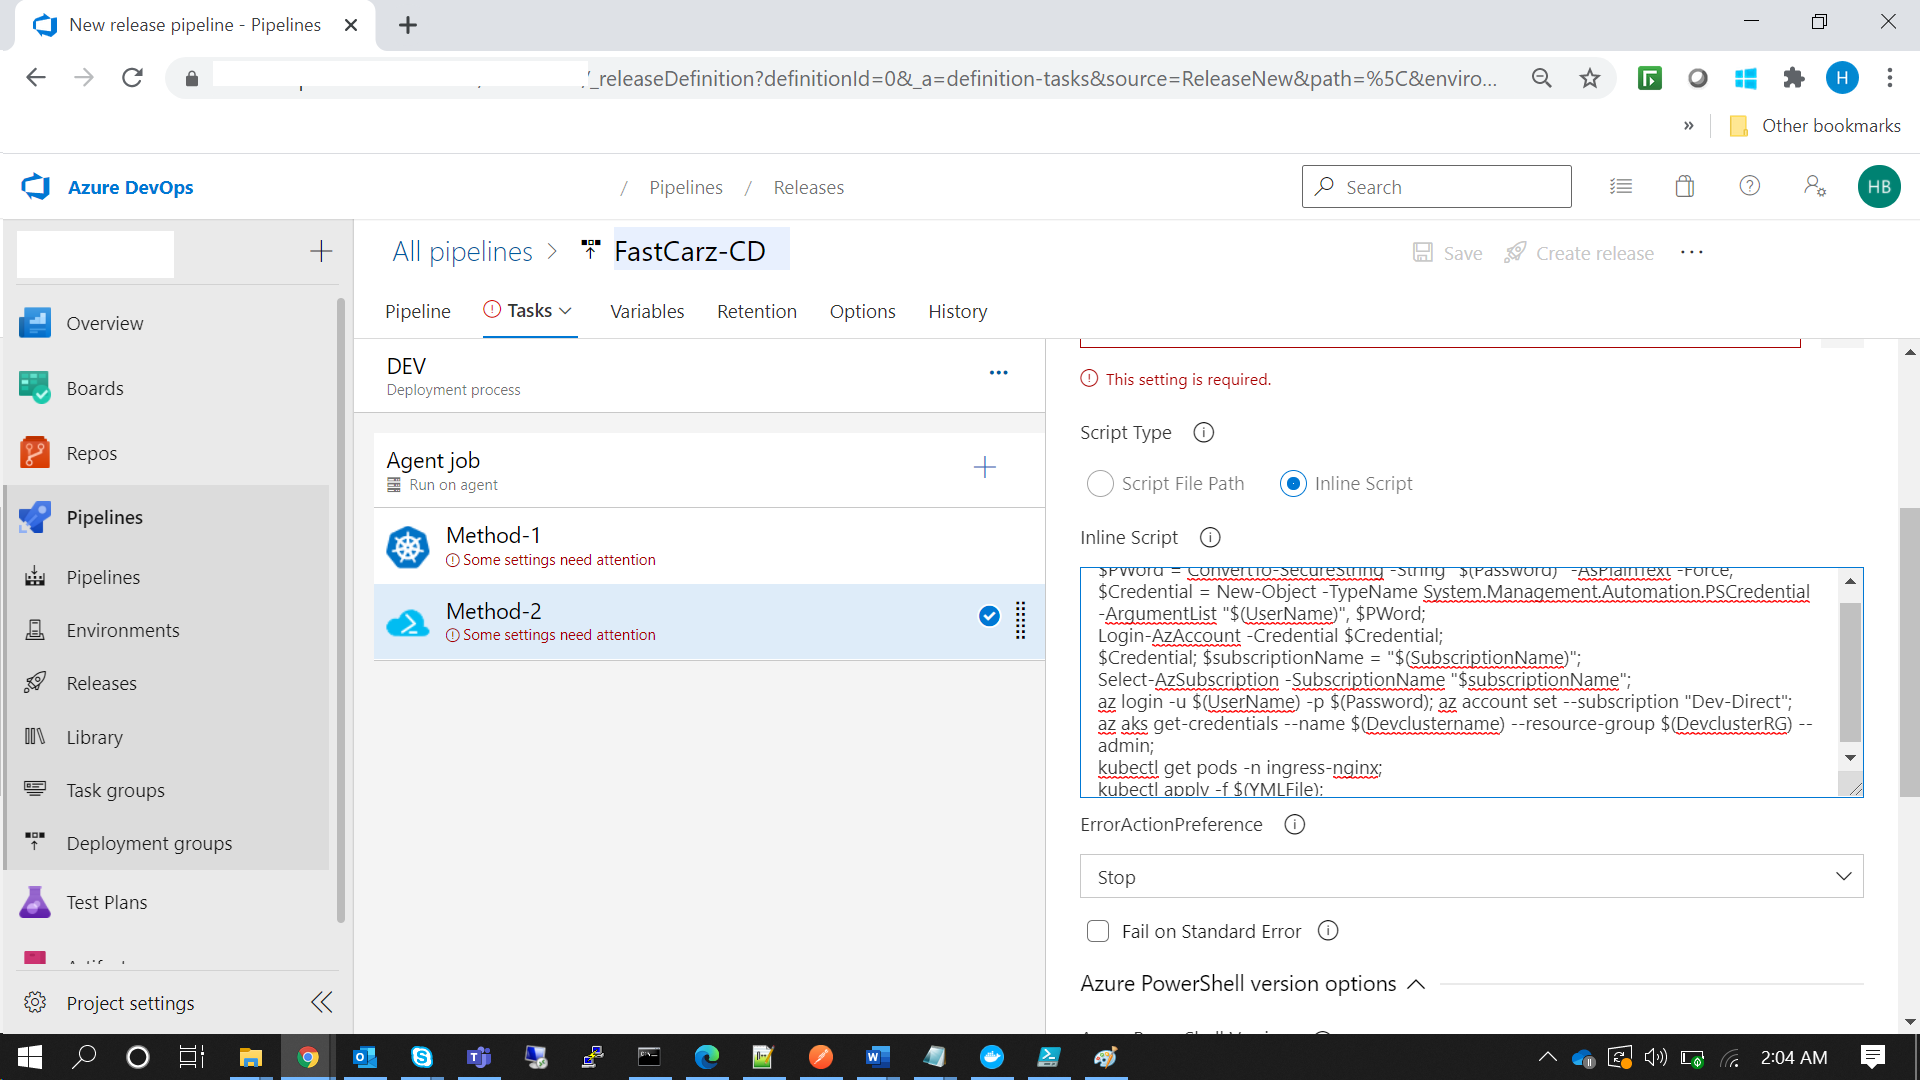 New release pipeline - Pipelines
_releaseDefinition?definitionId=0&_a=definition-tasks&source=ReleaseNew&path=%5C&enviro...
H
»
Other bookmarks
Azure DevOps
/ Pipelines / Releases
Search
HB
All pipelines > FastCarz-CD
Save
Create release
...
Pipeline
Tasks
Variables
Retention
Options
History
Overview
Boards
Repos
Pipelines
Pipelines
Environments
Releases
Library
Task groups
Deployment groups
Test Plans
Project settings
DEV
Deployment process
Agent job
Run on agent
Method-1
Some settings need attention
Method-2
Some settings need attention
This setting is required.
Script Type
Script File Path
Inline Script
Inline Script
$PWord = ConvertTo-SecureString -String "$(Password)" -AsPlainText -Force;
$Credential = New-Object -TypeName System.Management.Automation.PSCredential
-ArgumentList "$(UserName)", $PWord;
Login-AzAccount -Credential $Credential;
$Credential; $subscriptionName = "$(SubscriptionName)";
Select-AzSubscription -SubscriptionName "$subscriptionName";
az login -u $(UserName) -p $(Password); az account set --subscription "Dev-Direct";
az aks get-credentials --name $(Devclustername) --resource-group $(DevclusterRG) --
admin;
kubectl get pods -n ingress-nginx;
kubectl apply -f $(YMLFile);
ErrorActionPreference
Stop
Fail on Standard Error
Azure PowerShell version options
2:04 AM